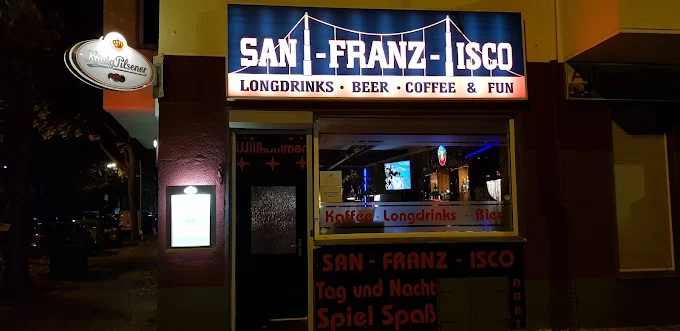 König Pilsener
SAN-FRANZ-ISCO
LONGDRINKS · BEER · COFFEE & FUN
Willkommen
Kaffee · Longdrinks · Bier
SAN - FRANZ - ISCO
Tag und Nacht
Spiel Spaß
DART